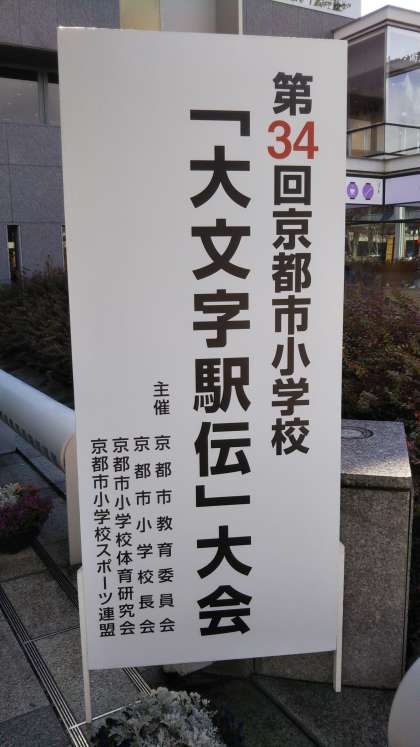 第34回京都市小学校
「大文字駅伝」大会
主催 京都市教育委員会
京都市小学校長会
京都市小学校体育研究会
京都市小学校スポーツ連盟